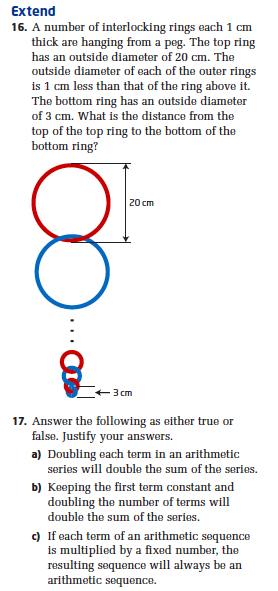 Extend
16. A number of interlocking rings each 1 cm
thick are hanging from a peg. The top ring
has an outside diameter of 20 cm. The
outside diameter of each of the outer rings
is 1 cm less than that of the ring above it.
The bottom ring has an outside diameter
of 3 cm. What is the distance from the
top of the top ring to the bottom of the
bottom ring?
20 cm
3 cm
17. Answer the following as either true or
false. Justify your answers.
a) Doubling each term in an arithmetic
series will double the sum of the series.
b) Keeping the first term constant and
doubling the number of terms will
double the sum of the series.
c) If each term of an arithmetic sequence
is multiplied by a fixed number, the
resulting sequence will always be an
arithmetic sequence.